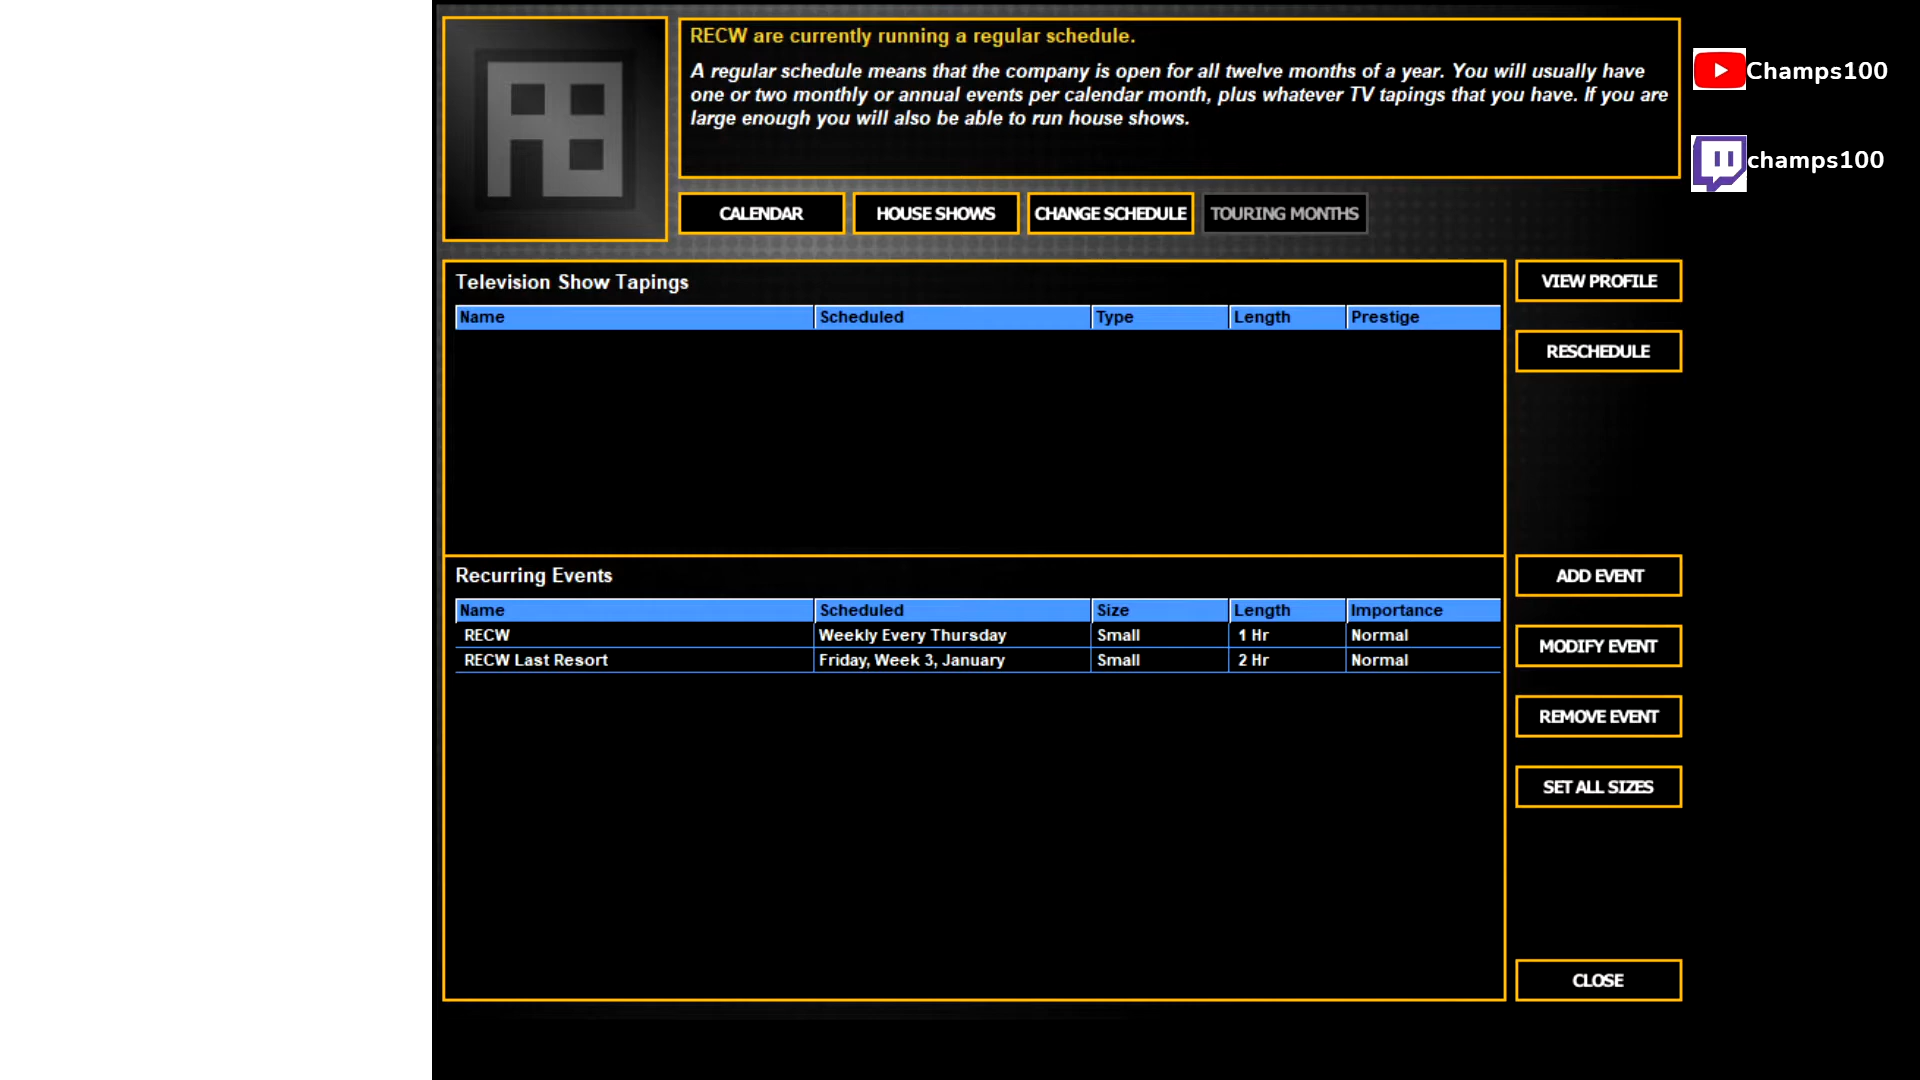 RECW are currently running a regular schedule.
A regular schedule means that the company is open for all twelve months of a year. You will usually have
one or two monthly or annual events per calendar month, plus whatever TV tapings that you have. If you are
large enough you will also be able to run house shows.
Champs100
champs100
CALENDAR HOUSE SHOWS CHANGE SCHEDULE TOURING MONTHS
Television Show Tapings
Name Scheduled Type Length Prestige
VIEW PROFILE
RESCHEDULE
Recurring Events
Name Scheduled Size Length Importance
RECW Weekly Every Thursday Small 1 Hr Normal
RECW Last Resort Friday, Week 3, January Small 2 Hr Normal
ADD EVENT
MODIFY EVENT
REMOVE EVENT
SET ALL SIZES
CLOSE